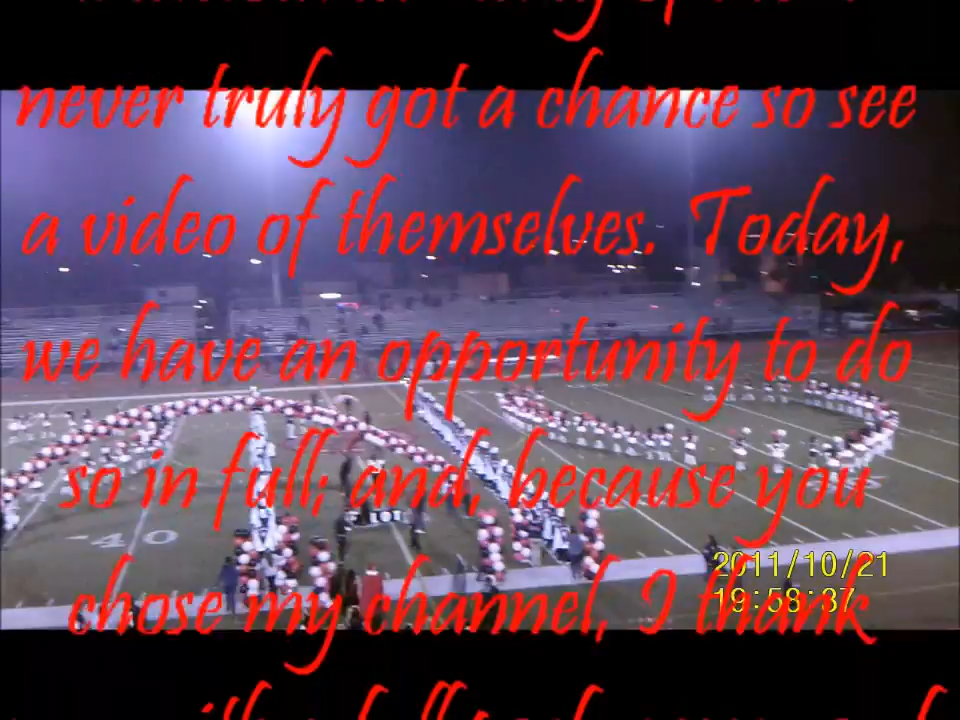 never truly got a chance so see
a video of themselves. Today,
we have an opportunity to do
so in full; and, because you
40
2011/10/21
19:58:37
chose my channel, I thank